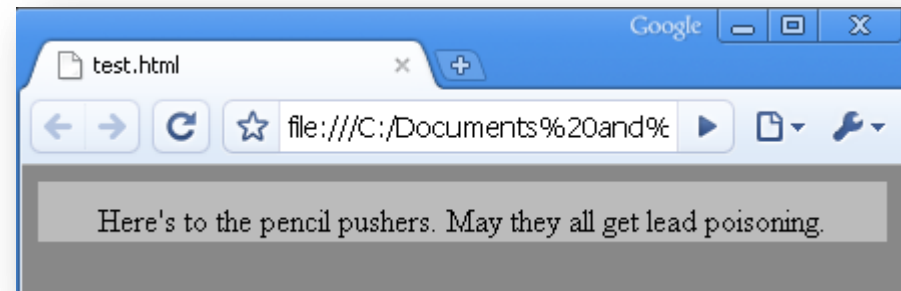 Google
test.html
file:///C:/Documents%20and%
Here's to the pencil pushers. May they all get lead poisoning.